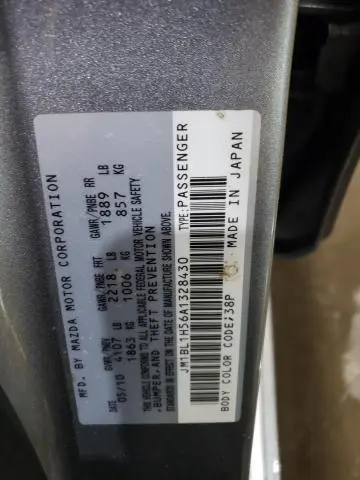 MFD. BY MAZDA MOTOR CORPORATION
05/10 GVWR/PNBV GAWR/PNBE FRT GAWR/PNBE RR
4107 LB 2218 LB 1889 LB
1863 KG 1006 KG 857 KG
THIS VEHICLE CONFORMS TO ALL APPLICABLE FEDERAL MOTOR VEHICLE SAFETY,
BUMPER, AND THEFT PREVENTION STANDARDS IN EFFECT ON THE DATE OF
MANUFACTURE SHOWN ABOVE.
JM1BL1H56A1328430 TYPE:PASSENGER
BODY COLOR CODE;38P MADE IN JAPAN